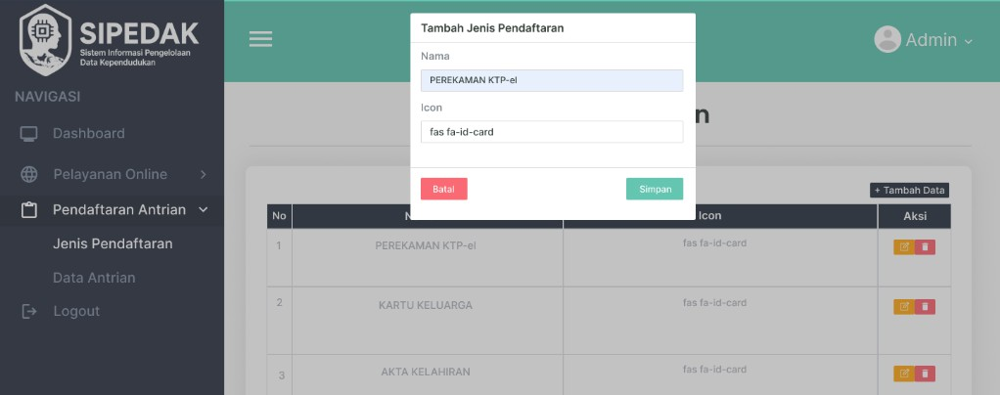 SIPEDAK
Sistem Informasi Pengelolaan
Data Kependudukan
NAVIGASI
Dashboard
Pelayanan Online
Pendaftaran Antrian
Jenis Pendaftaran
Data Antrian
Logout
Admin
Tambah Jenis Pendaftaran
Nama
PEREKAMAN KTP-el
Icon
fas fa-id-card
Batal
Simpan
n
+ Tambah Data
No N Icon Aksi
1 PEREKAMAN KTP-el fas fa-id-card
2 KARTU KELUARGA fas fa-id-card
3 AKTA KELAHIRAN fas fa-id-card